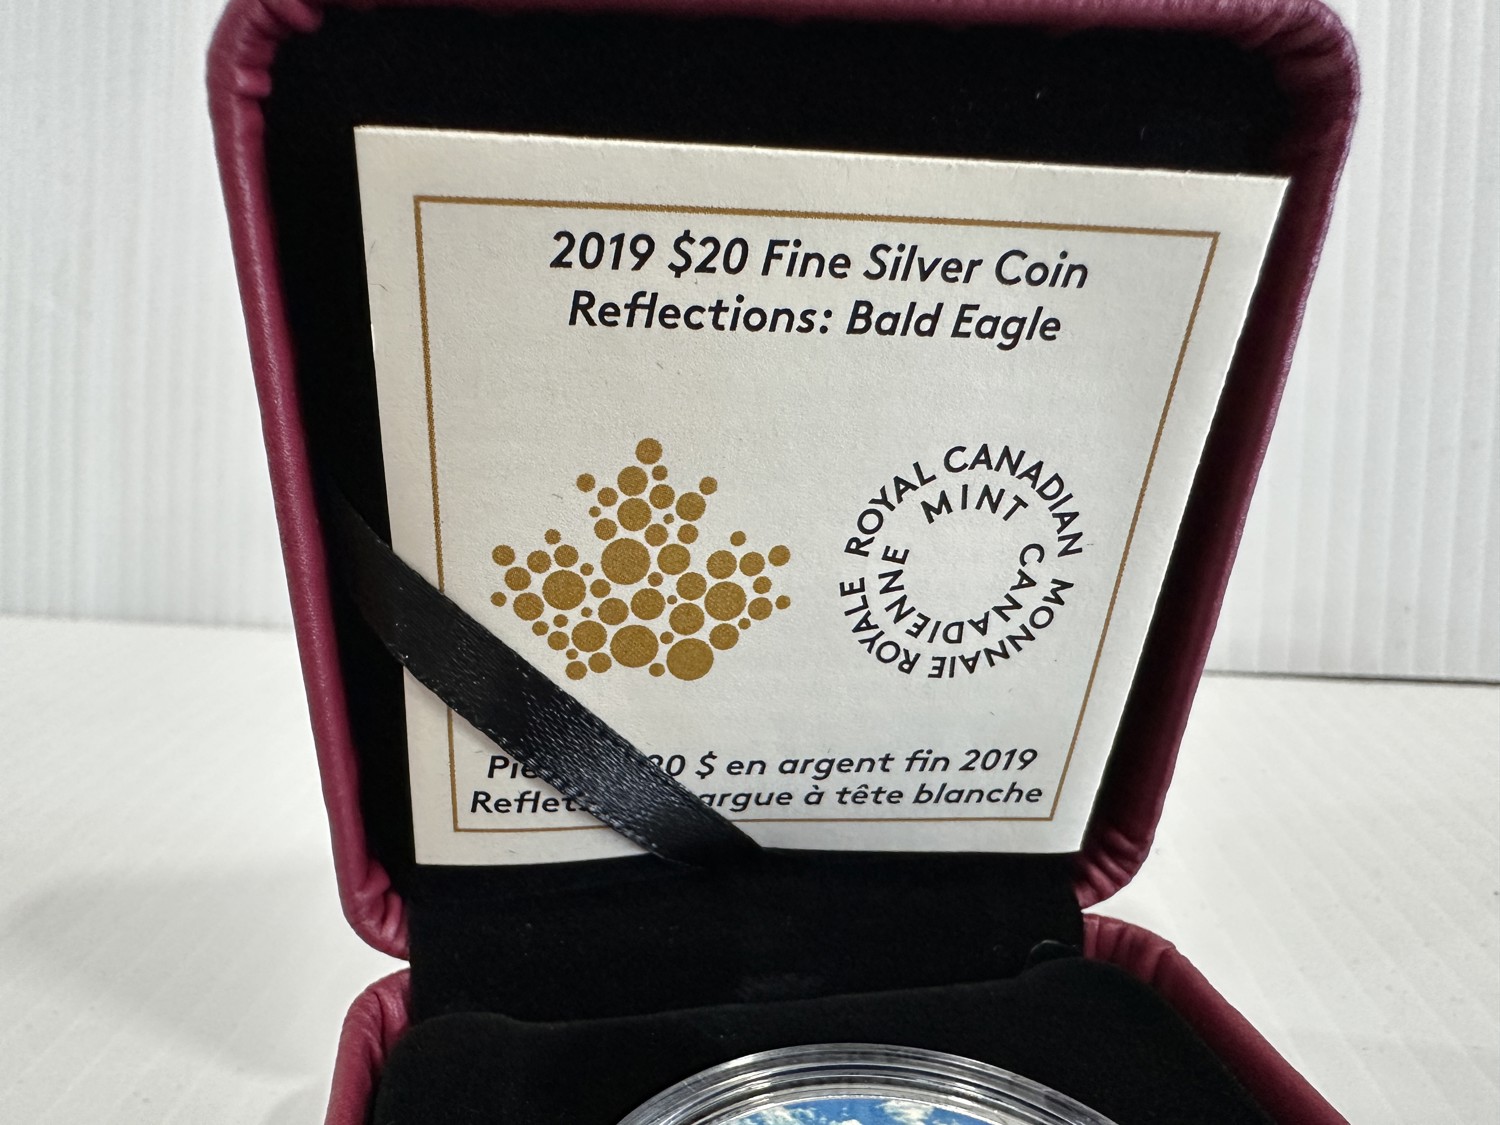 2019 $20 Fine Silver Coin
Reflections: Bald Eagle
ROYAL CANADIAN
MINT
MONNAIE ROYALE
CANADIENNE
$ en argent fin 2019
à tête blanche